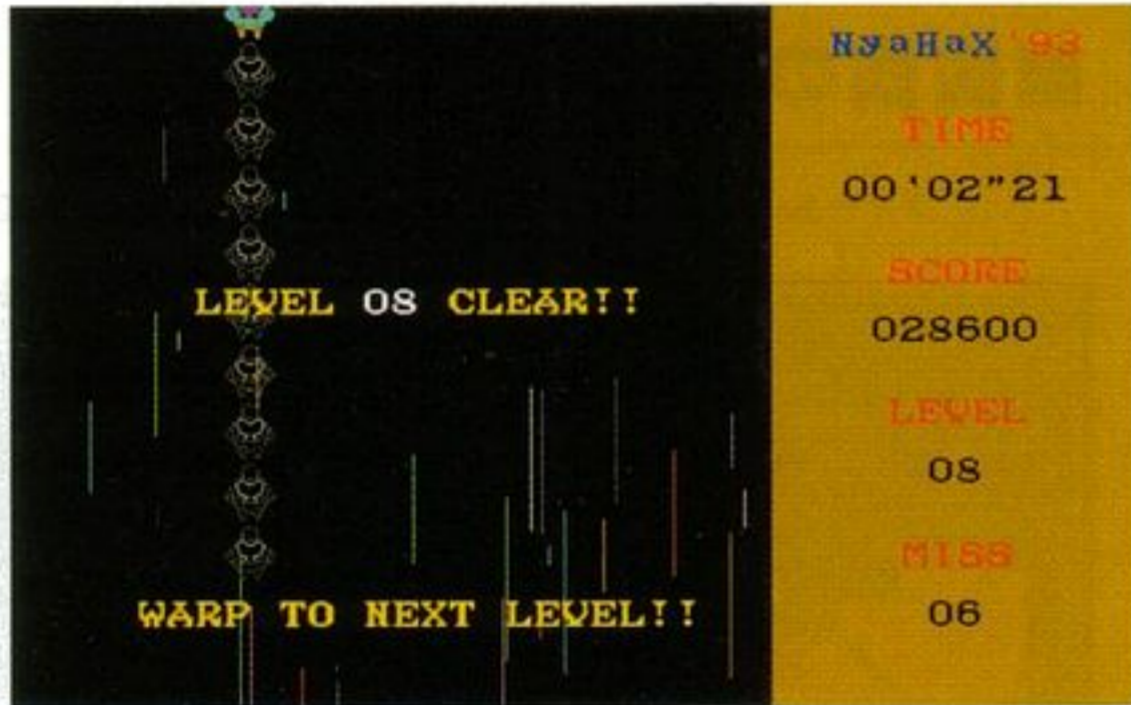 LEVEL 08 CLEAR!!
WARP TO NEXT LEVEL!!
NyaHaX '93
TIME
00'02"21
SCORE
028600
LEVEL
08
MISS
06